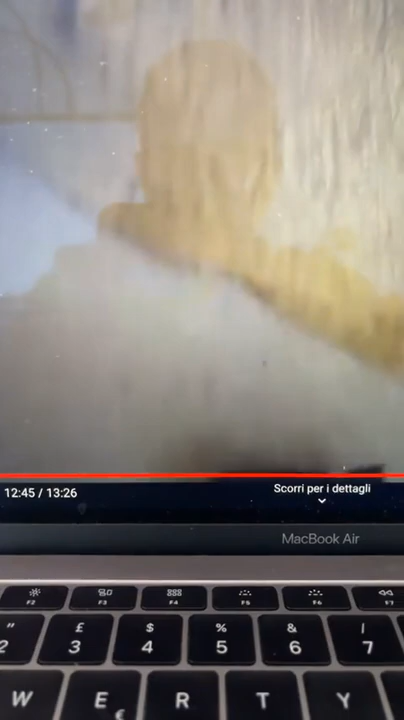 12:45 / 13:26
Scorri per i dettagli
MacBook Air
F2 F3 F4 F5 F6 F7
" £ $ % & /
2 3 4 5 6 7
W E € R T Y